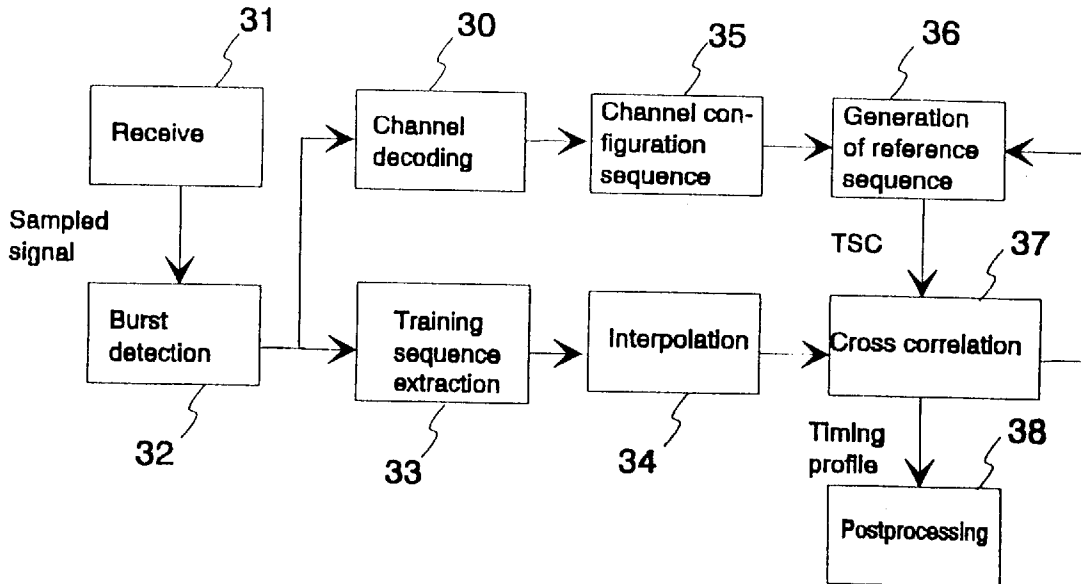 31
30
35
36
Receive
Channel
decoding
Channel con-
figuration
sequence
Generation
of reference
sequence
Sampled
signal
TSC
37
Burst
detection
Training
sequence
extraction
Interpolation
Cross correlation
32
33
34
Timing
profile
38
Postprocessing